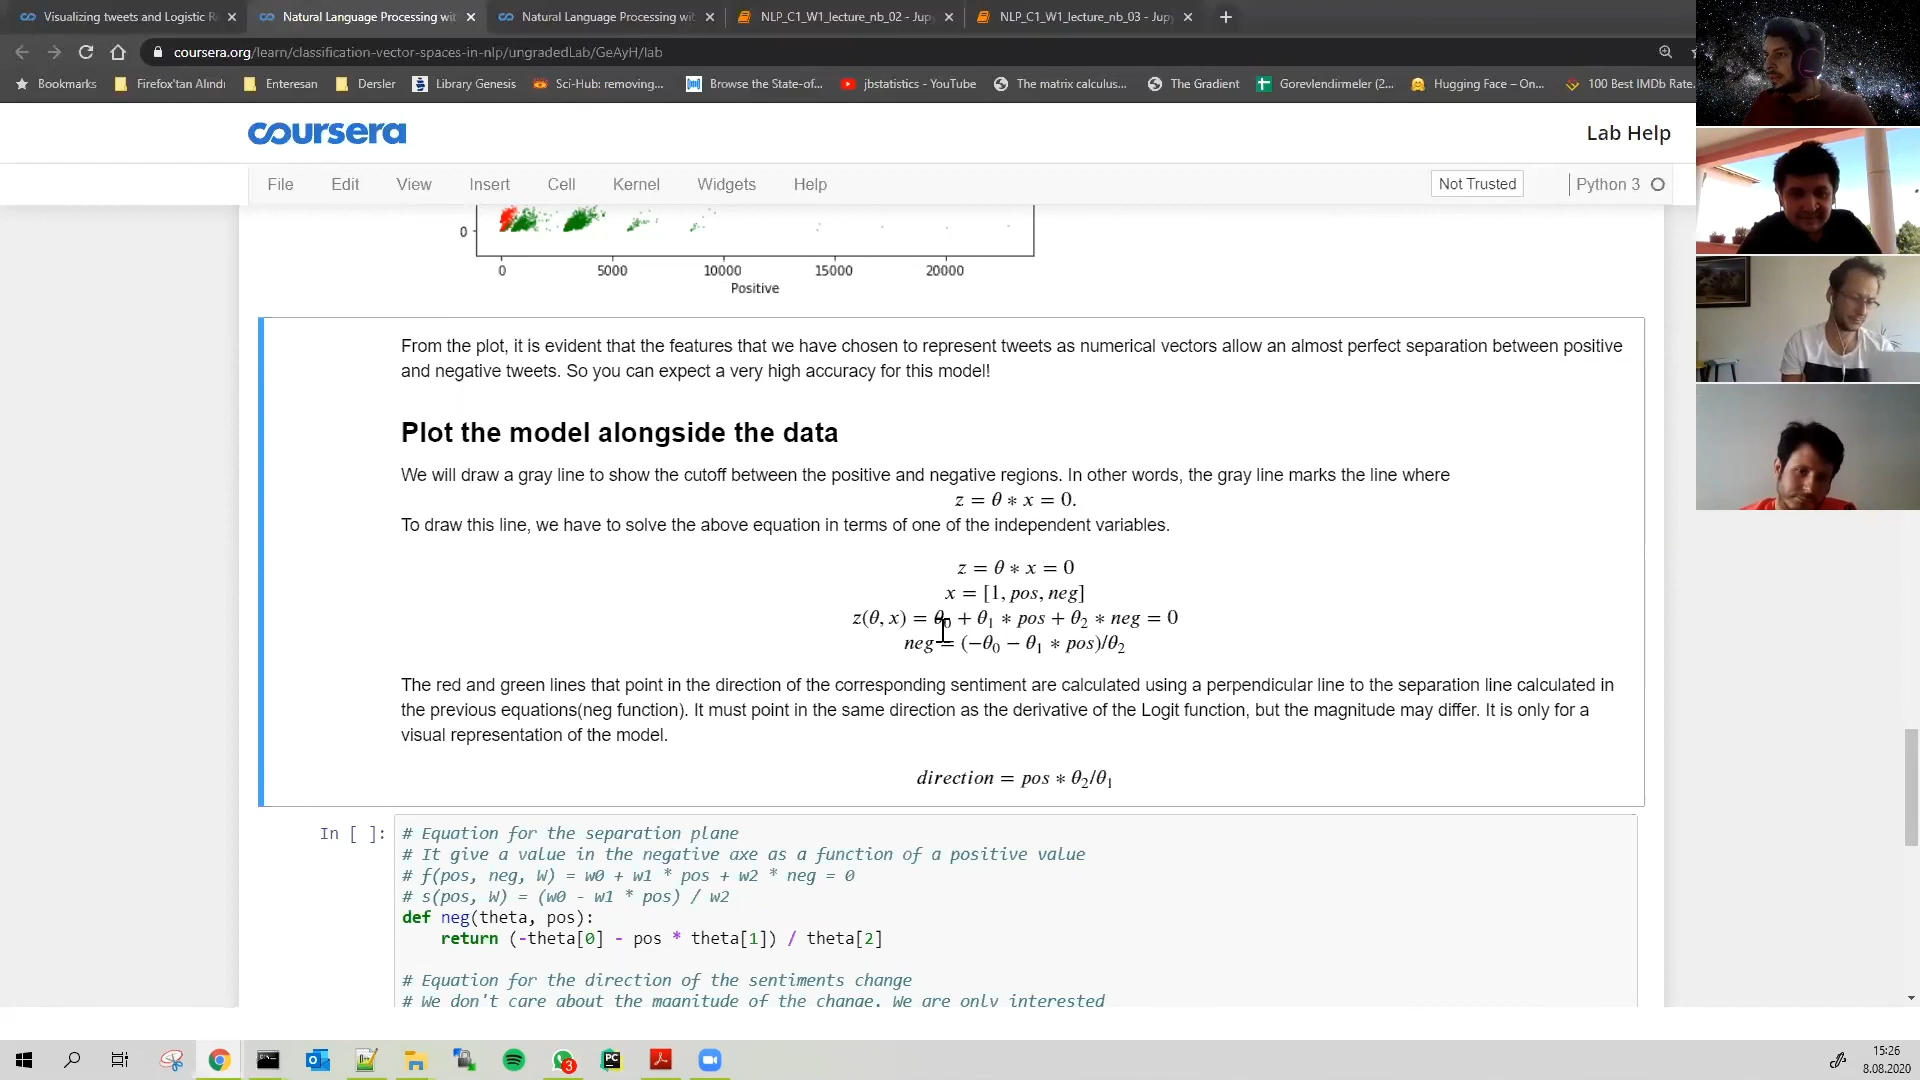 Visualizing tweets and Logistic R
Natural Language Processing wit
Natural Language Processing wit
NLP_C1_W1_lecture_nb_02 - Jup
NLP_C1_W1_lecture_nb_03 - Jup
coursera.org/learn/classification-vector-spaces-in-nlp/ungradedLab/GeAyH/lab
Bookmarks
Firefox'tan Alındı
Enteresan
Dersler
Library Genesis
Sci-Hub: removing...
Browse the State-of...
jbstatistics - YouTube
The matrix calculus...
The Gradient
Gorevlendirmeler (2...
Hugging Face – On...
100 Best IMDb Rate.
coursera
Lab Help
File Edit View Insert Cell Kernel Widgets Help
Not Trusted
Python 3
0
0 5000 10000 15000 20000
Positive
From the plot, it is evident that the features that we have chosen to represent tweets as numerical vectors allow an almost perfect separation between positive
and negative tweets. So you can expect a very high accuracy for this model!
Plot the model alongside the data
We will draw a gray line to show the cutoff between the positive and negative regions. In other words, the gray line marks the line where
z = θ ∗ x = 0.
To draw this line, we have to solve the above equation in terms of one of the independent variables.
z = θ ∗ x = 0
x = [1, pos, neg]
z(θ, x) = θ₀ + θ₁ ∗ pos + θ₂ ∗ neg = 0
neg = (−θ₀ − θ₁ ∗ pos)/θ₂
The red and green lines that point in the direction of the corresponding sentiment are calculated using a perpendicular line to the separation line calculated in
the previous equations(neg function). It must point in the same direction as the derivative of the Logit function, but the magnitude may differ. It is only for a
visual representation of the model.
direction = pos ∗ θ₂/θ₁
In [ ]:
# Equation for the separation plane
# It give a value in the negative axe as a function of a positive value
# f(pos, neg, W) = w0 + w1 * pos + w2 * neg = 0
# s(pos, W) = (w0 - w1 * pos) / w2
def neg(theta, pos):
return (-theta[0] - pos * theta[1]) / theta[2]
# Equation for the direction of the sentiments change
# We don't care about the magnitude of the change. We are only interested
3
PC
15:26
8.08.2020